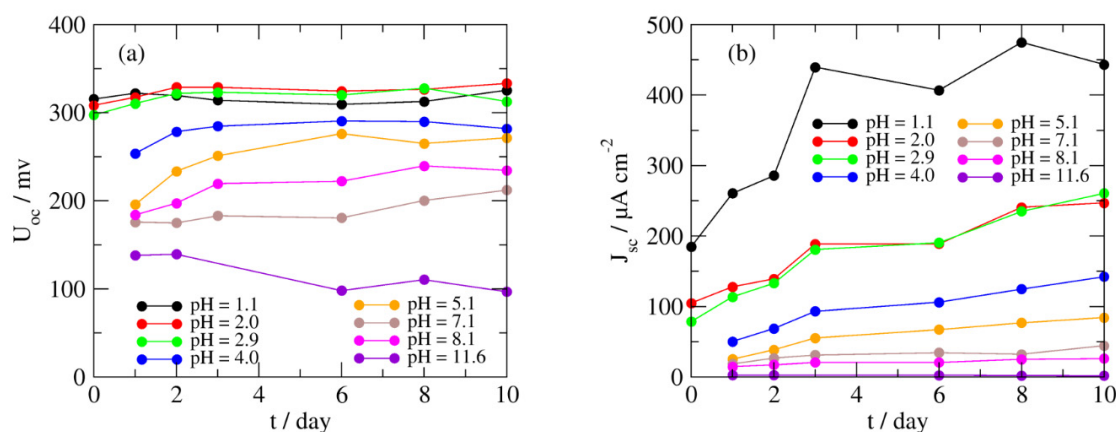 (a)
400
300
200
100
0
U_oc / mv
0 2 4 6 8 10
t / day
pH = 1.1
pH = 2.0
pH = 2.9
pH = 4.0
pH = 5.1
pH = 7.1
pH = 8.1
pH = 11.6
(b)
500
400
300
200
100
0
J_sc / μA cm⁻²
0 2 4 6 8 10
t / day
pH = 1.1
pH = 2.0
pH = 2.9
pH = 4.0
pH = 5.1
pH = 7.1
pH = 8.1
pH = 11.6